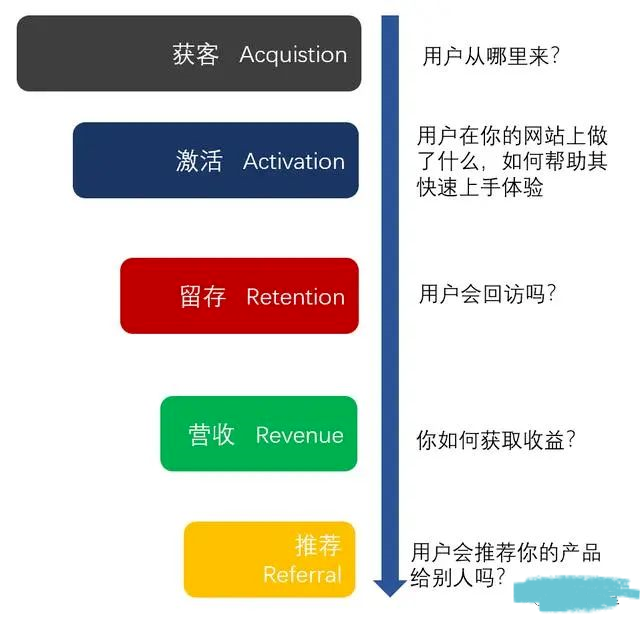 获客 Acquistion
用户从哪里来？
激活 Activation
用户在你的网站上做
了什么，如何帮助其
快速上手体验
留存 Retention
用户会回访吗？
营收 Revenue
你如何获取收益？
推荐
Referral
用户会推荐你的产品
给别人吗？